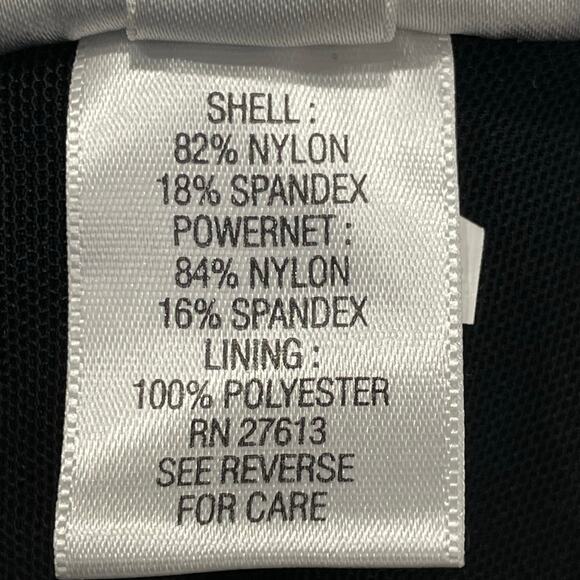 SHELL :
82% NYLON
18% SPANDEX
POWERNET :
84% NYLON
16% SPANDEX
LINING :
100% POLYESTER
RN 27613
SEE REVERSE
FOR CARE